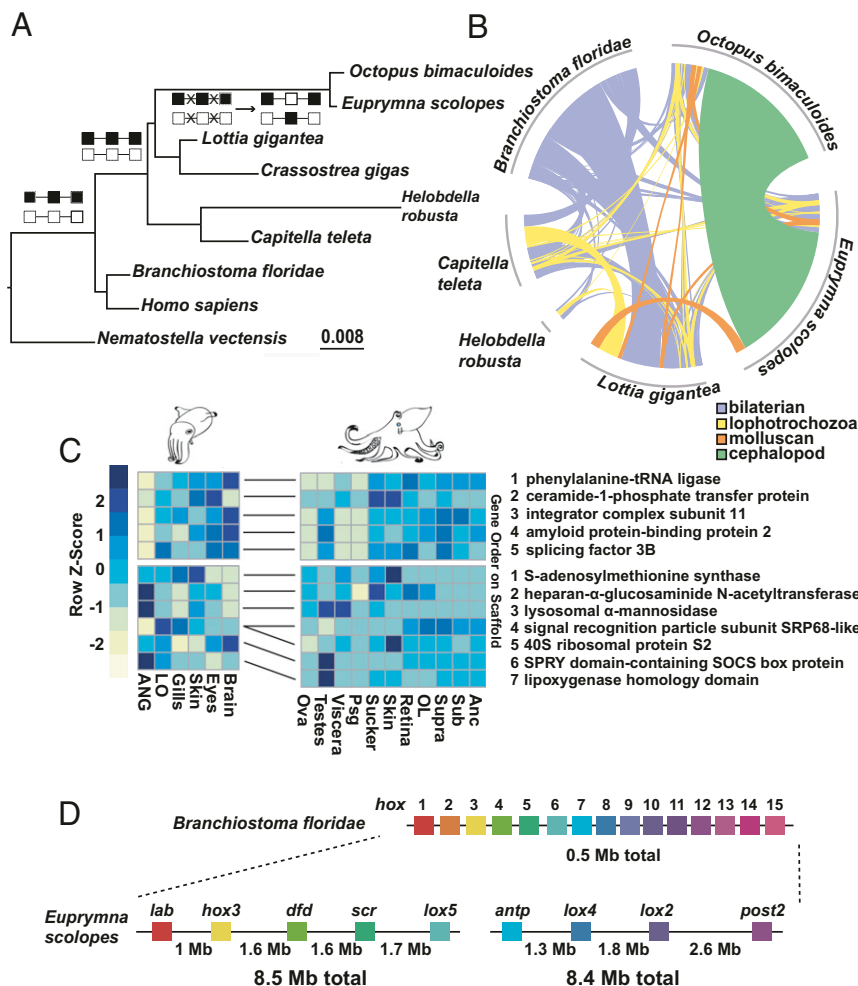 A
Octopus bimaculoides
Euprymna scolopes
Lottia gigantea
Crassostrea gigas
Helobdella
robusta
Capitella teleta
Branchiostoma floridae
Homo sapiens
Nematostella vectensis
0.008
B
Branchiostoma floridae
Octopus bimaculoides
Capitella
teleta
Helobdella
robusta
Lottia gigantea
Euprymna scolopes
bilaterian
lophotrochozoa
molluscan
cephalopod
C
Row Z-Score
2
1
0
-1
-2
ANG
LO
Gills
Skin
Eyes
Brain
Ova
Testes
Viscera
Psg
Sucker
Skin
Retina
OL
Supra
Sub
Anc
Gene Order on Scaffold
1 phenylalanine-tRNA ligase
2 ceramide-1-phosphate transfer protein
3 integrator complex subunit 11
4 amyloid protein-binding protein 2
5 splicing factor 3B
1 S-adenosylmethionine synthase
2 heparan-α-glucosaminide N-acetyltransferase
3 lysosomal α-mannosidase
4 signal recognition particle subunit SRP68-like
5 40S ribosomal protein S2
6 SPRY domain-containing SOCS box protein
7 lipoxygenase homology domain
D
hox 1 2 3 4 5 6 7 8 9 10 11 12 13 14 15
Branchiostoma floridae
0.5 Mb total
Euprymna
scolopes
lab hox3 dfd scr lox5
1 Mb 1.6 Mb 1.6 Mb 1.7 Mb
8.5 Mb total
antp lox4 lox2 post2
1.3 Mb 1.8 Mb 2.6 Mb
8.4 Mb total